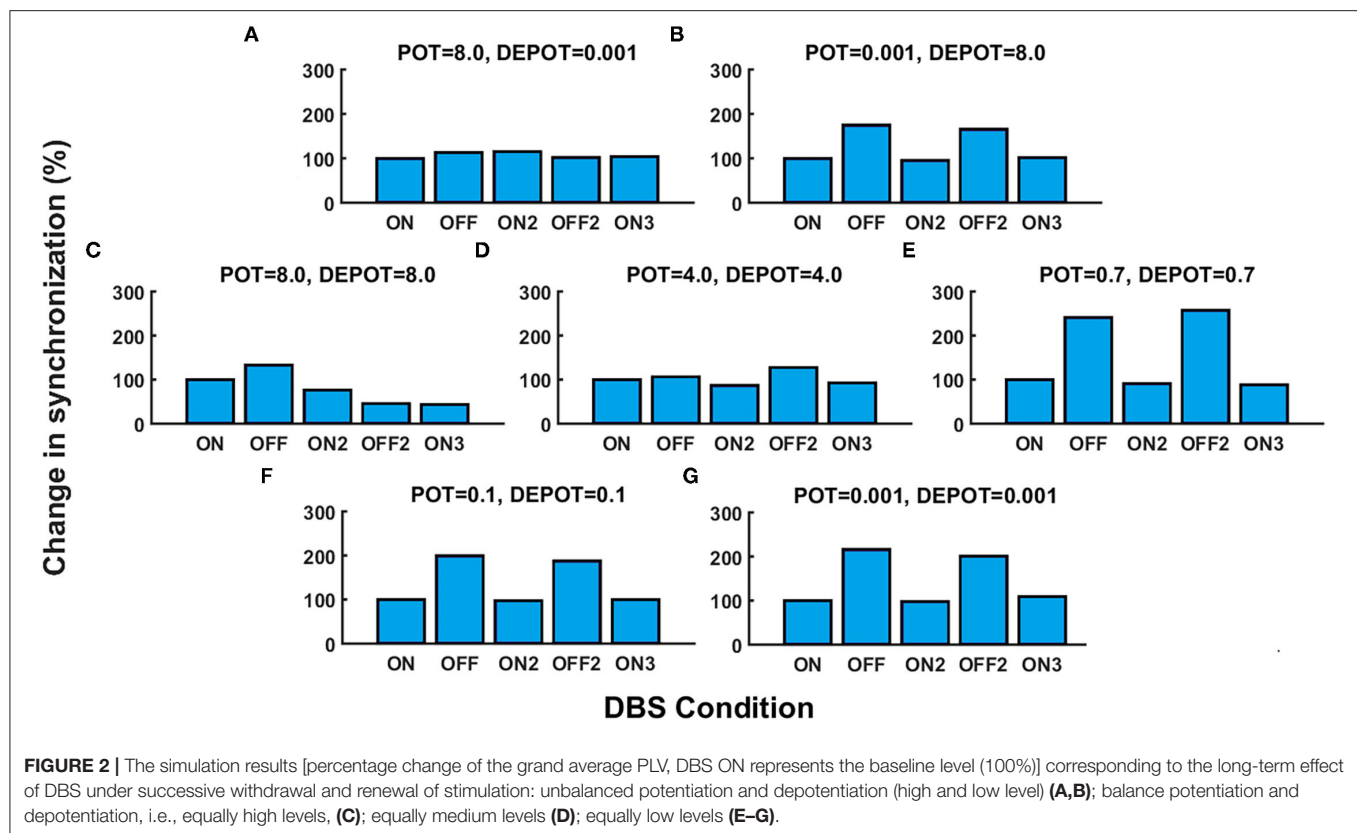 A
POT=8.0, DEPOT=0.001
300
200
100
0
ON OFF ON2 OFF2 ON3
B
POT=0.001, DEPOT=8.0
300
200
100
0
ON OFF ON2 OFF2 ON3
C
POT=8.0, DEPOT=8.0
300
200
100
0
ON OFF ON2 OFF2 ON3
D
POT=4.0, DEPOT=4.0
300
200
100
0
ON OFF ON2 OFF2 ON3
E
POT=0.7, DEPOT=0.7
300
200
100
0
ON OFF ON2 OFF2 ON3
F
POT=0.1, DEPOT=0.1
300
200
100
0
ON OFF ON2 OFF2 ON3
G
POT=0.001, DEPOT=0.001
300
200
100
0
ON OFF ON2 OFF2 ON3
Change in synchronization (%)
DBS Condition
FIGURE 2 | The simulation results [percentage change of the grand average PLV, DBS ON represents the baseline level (100%)] corresponding to the long-term effect
of DBS under successive withdrawal and renewal of stimulation: unbalanced potentiation and depotentiation (high and low level) (A,B); balance potentiation and
depotentiation, i.e., equally high levels, (C); equally medium levels (D); equally low levels (E–G).